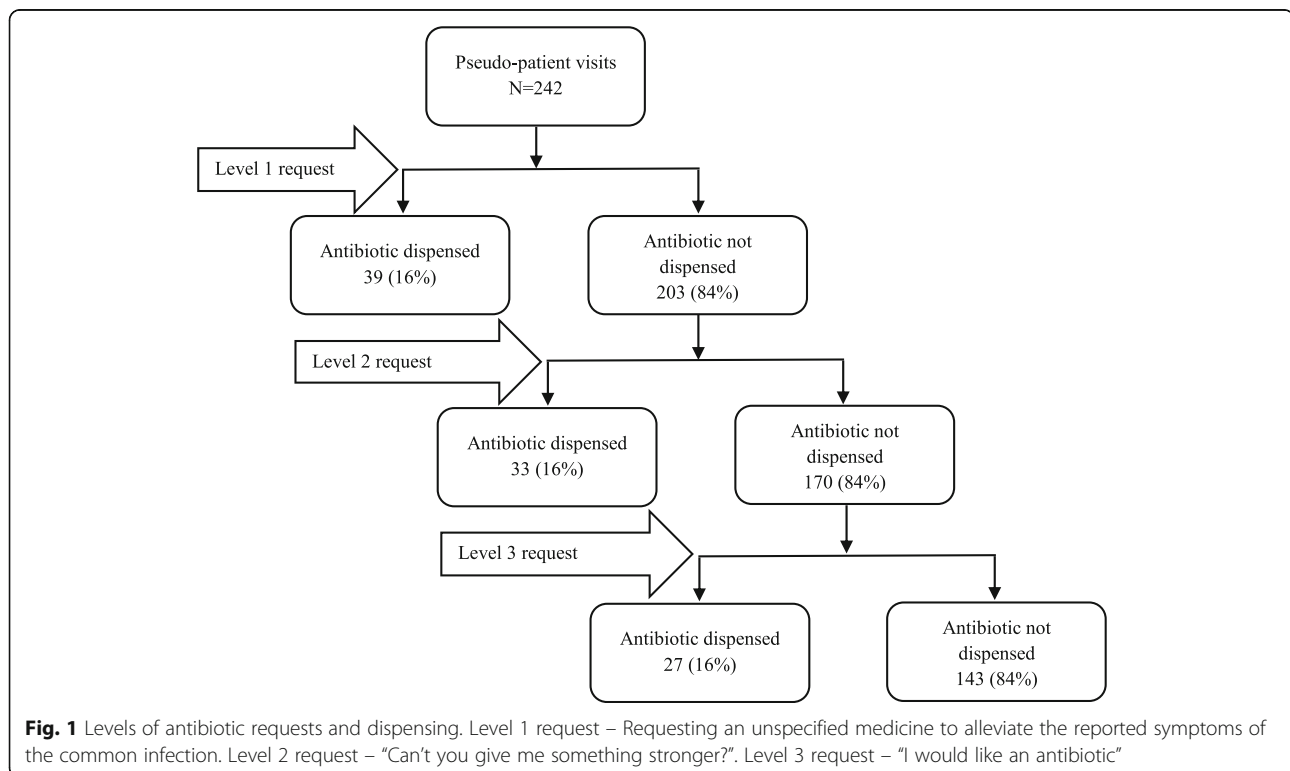 Pseudo-patient visits
N=242
Level 1 request
Antibiotic dispensed
39 (16%)
Antibiotic not
dispensed
203 (84%)
Level 2 request
Antibiotic dispensed
33 (16%)
Antibiotic not
dispensed
170 (84%)
Level 3 request
Antibiotic dispensed
27 (16%)
Antibiotic not
dispensed
143 (84%)
Fig. 1 Levels of antibiotic requests and dispensing. Level 1 request – Requesting an unspecified medicine to alleviate the reported symptoms of
the common infection. Level 2 request – “Can’t you give me something stronger?”. Level 3 request – “I would like an antibiotic”